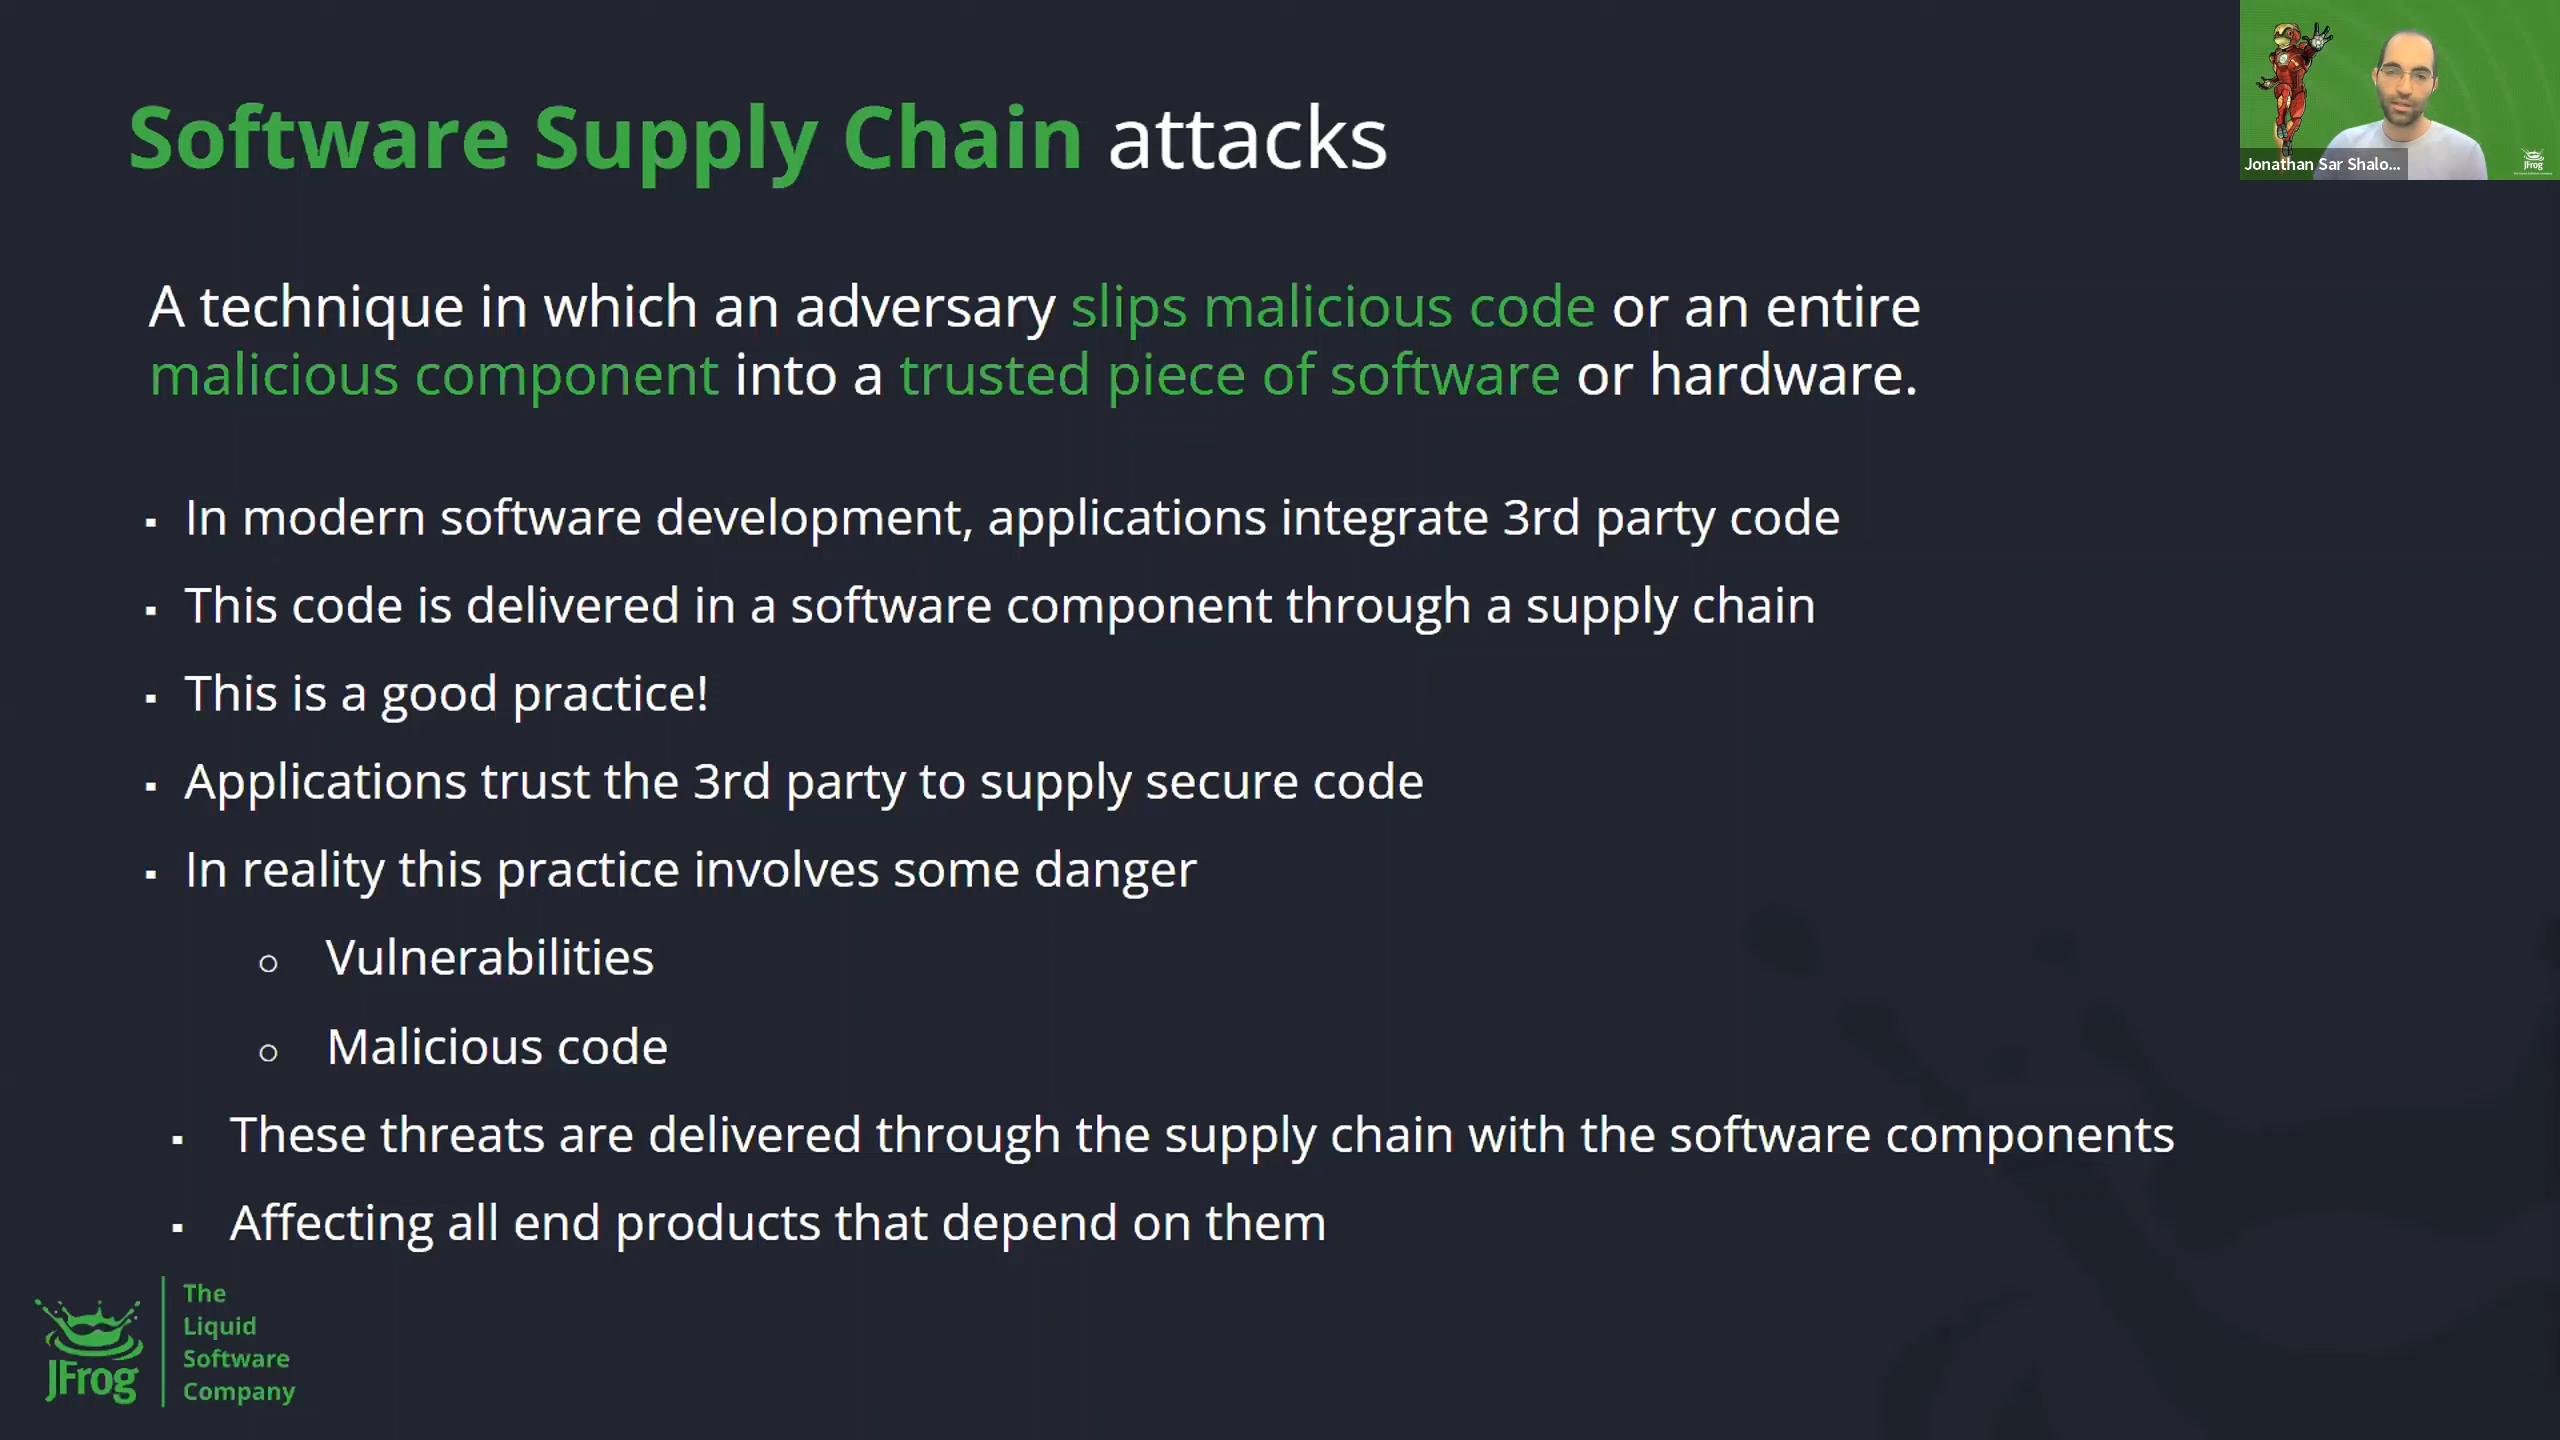 Software Supply Chain attacks
Jonathan Sar Shalo...
JFrog
A technique in which an adversary slips malicious code or an entire
malicious component into a trusted piece of software or hardware.
▪ In modern software development, applications integrate 3rd party code
▪ This code is delivered in a software component through a supply chain
▪ This is a good practice!
▪ Applications trust the 3rd party to supply secure code
▪ In reality this practice involves some danger
○ Vulnerabilities
○ Malicious code
▪ These threats are delivered through the supply chain with the software components
▪ Affecting all end products that depend on them
JFrog
The
Liquid
Software
Company